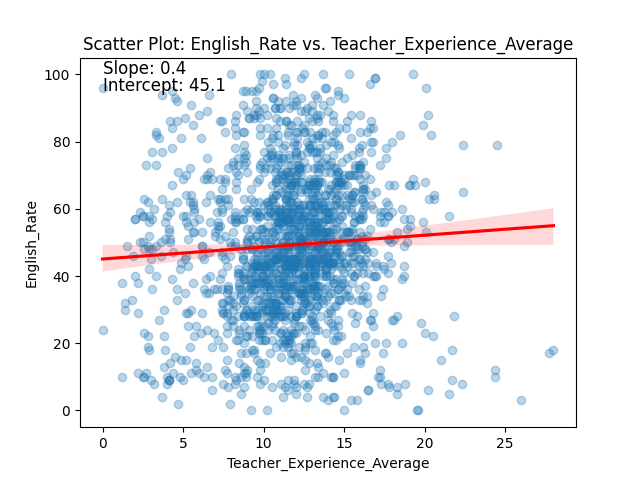 Scatter Plot: English_Rate vs. Teacher_Experience_Average
Slope: 0.4
Intercept: 45.1
100
80
60
40
20
0
English_Rate
0 5 10 15 20 25
Teacher_Experience_Average